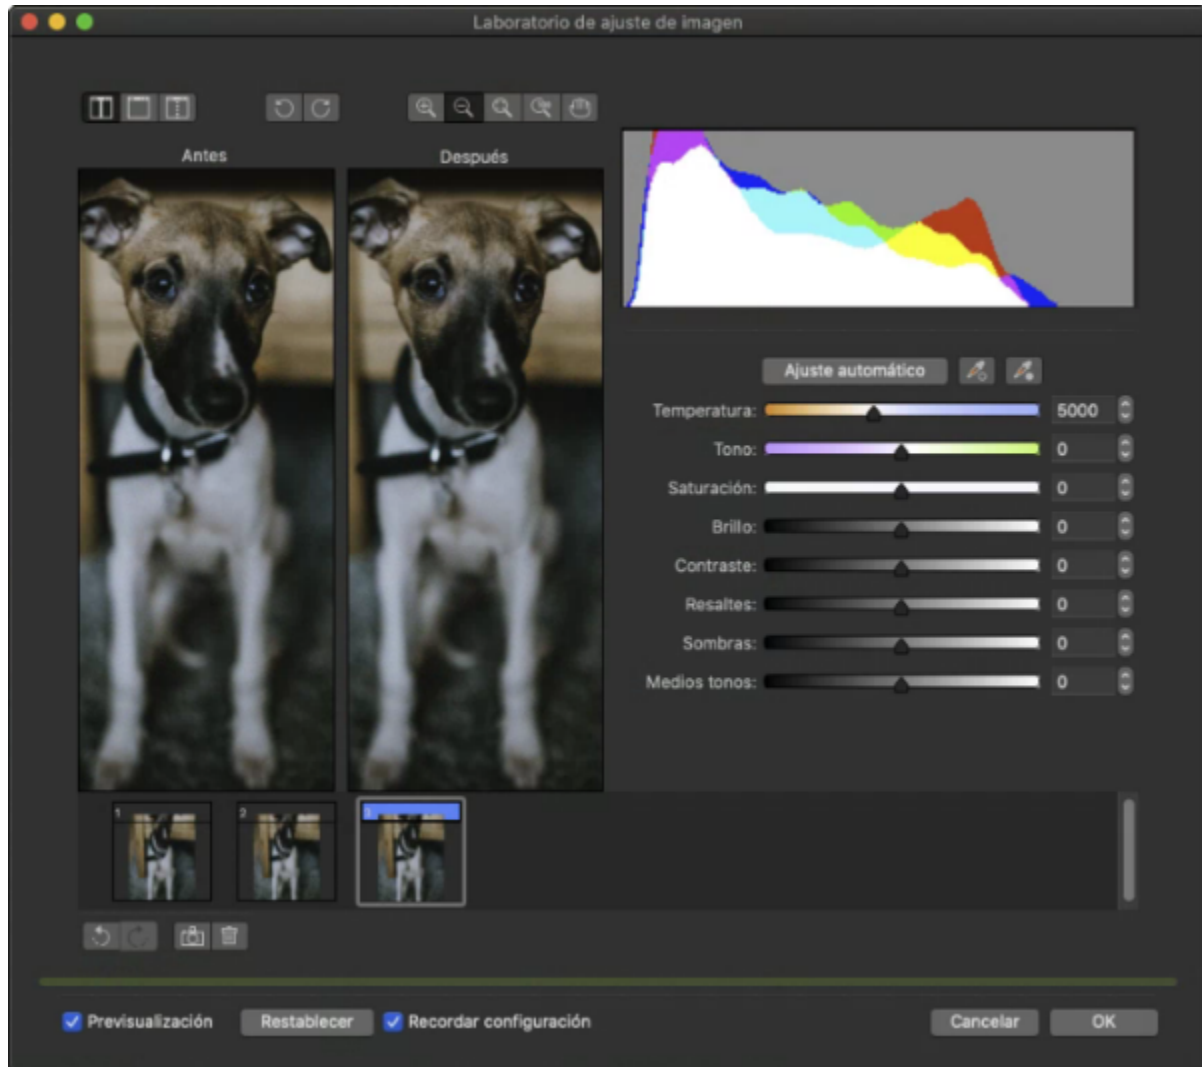 Laboratorio de ajuste de imagen
Antes
Después
Ajuste automático
Temperatura: 5000
Tono: 0
Saturación: 0
Brillo: 0
Contraste: 0
Resaltes: 0
Sombras: 0
Medios tonos: 0
1 2 3
Previsualización Restablecer Recordar configuración Cancelar OK